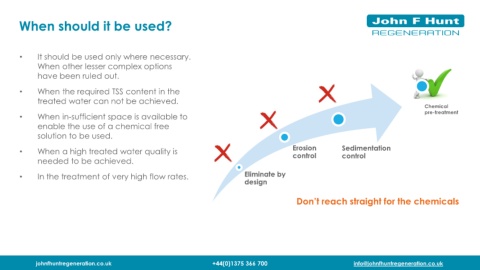 When should it be used?
John F Hunt
REGENERATION
• It should be used only where necessary.
When other lesser complex options
have been ruled out.
• When the required TSS content in the
treated water can not be achieved.
• When in-sufficient space is available to
enable the use of a chemical free
solution to be used.
• When a high treated water quality is
needed to be achieved.
• In the treatment of very high flow rates.
Chemical
pre-treatment
Erosion
control
Sedimentation
control
Eliminate by
design
Don't reach straight for the chemicals
johnfhuntregeneration.co.uk
+44(0)1375 366 700
info@johnfhuntregeneration.co.uk